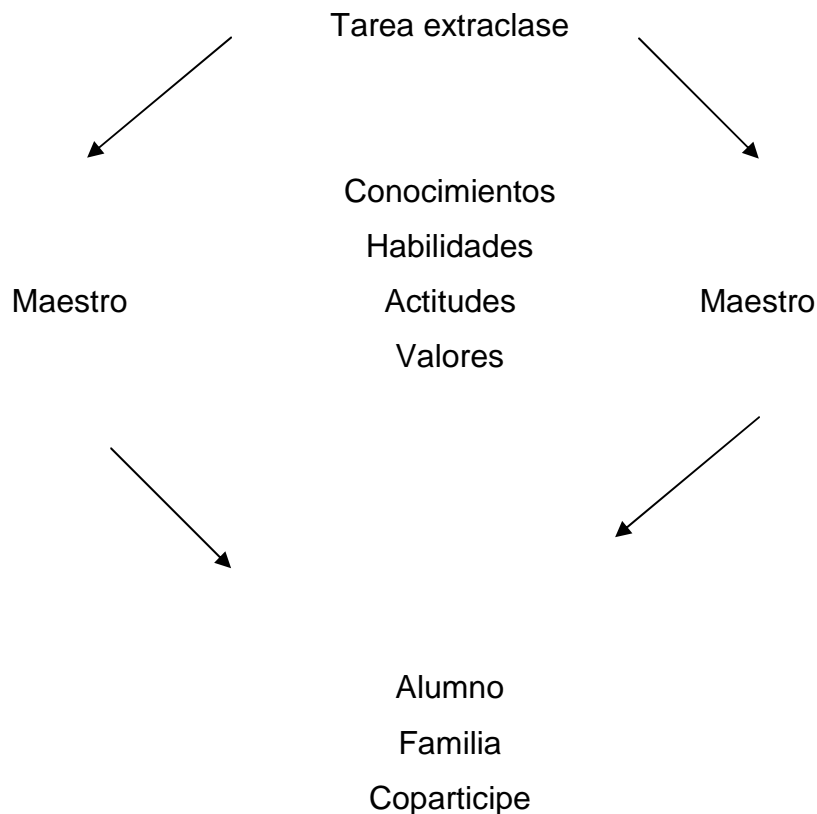 Tarea extraclase
Conocimientos
Habilidades
Maestro Actitudes Maestro
Valores
Alumno
Familia
Coparticipe